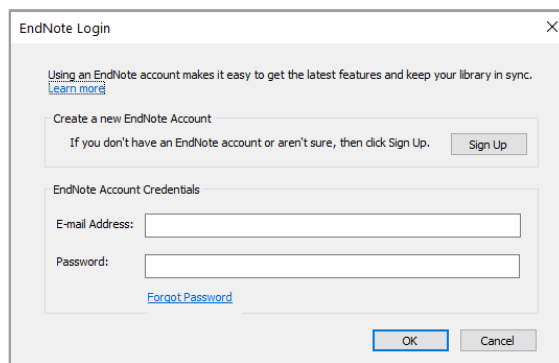 EndNote Login
Using an EndNote account makes it easy to get the latest features and keep your library in sync.
Learn more
Create a new EndNote Account
If you don't have an EndNote account or aren't sure, then click Sign Up.
Sign Up
EndNote Account Credentials
E-mail Address:
Password:
Forgot Password
OK
Cancel